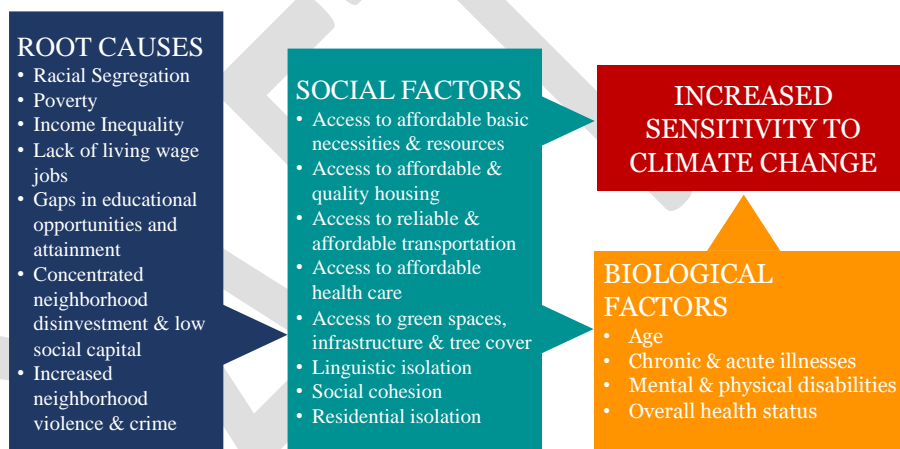 ROOT CAUSES
• Racial Segregation
• Poverty
• Income Inequality
• Lack of living wage
jobs
• Gaps in educational
opportunities and
attainment
• Concentrated
neighborhood
disinvestment & low
social capital
• Increased
neighborhood
violence & crime
SOCIAL FACTORS
• Access to affordable basic
necessities & resources
• Access to affordable &
quality housing
• Access to reliable &
affordable transportation
• Access to affordable
health care
• Access to green spaces,
infrastructure & tree cover
• Linguistic isolation
• Social cohesion
• Residential isolation
INCREASED
SENSITIVITY TO
CLIMATE CHANGE
BIOLOGICAL
FACTORS
• Age
• Chronic & acute illnesses
• Mental & physical disabilities
• Overall health status